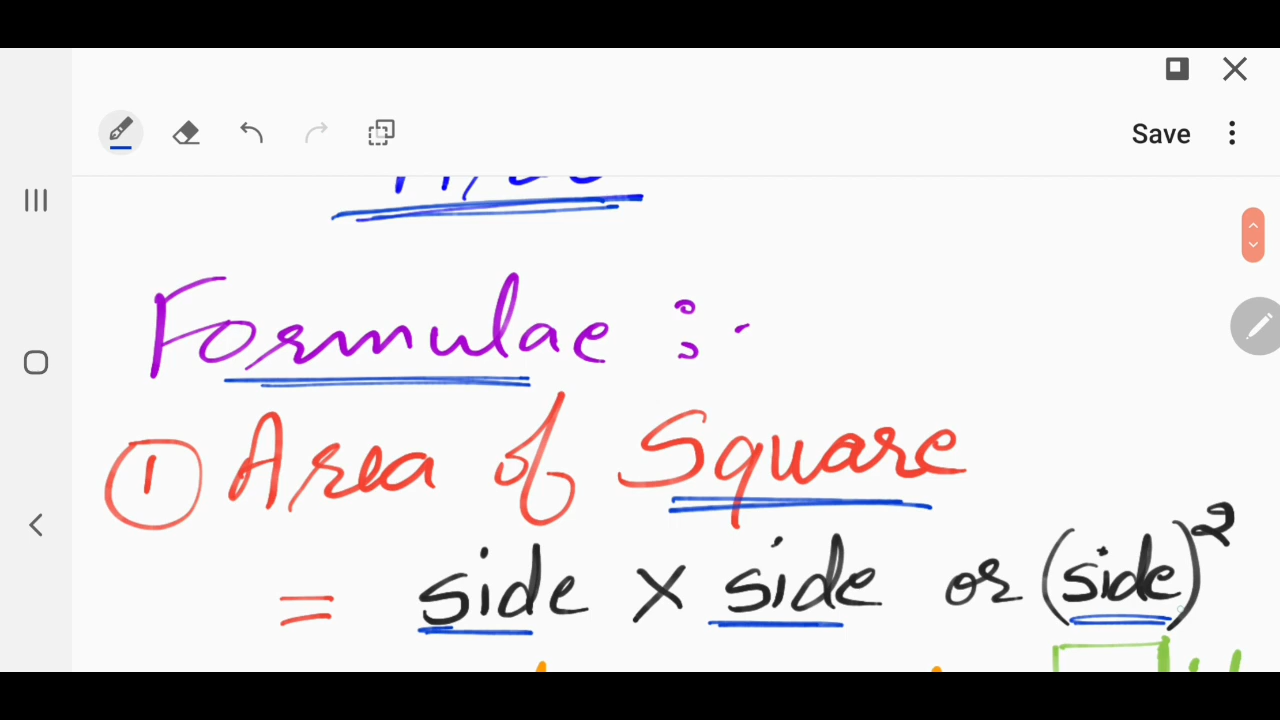 Save
Formulae :-
① Area of Square
= side × side or (side)²